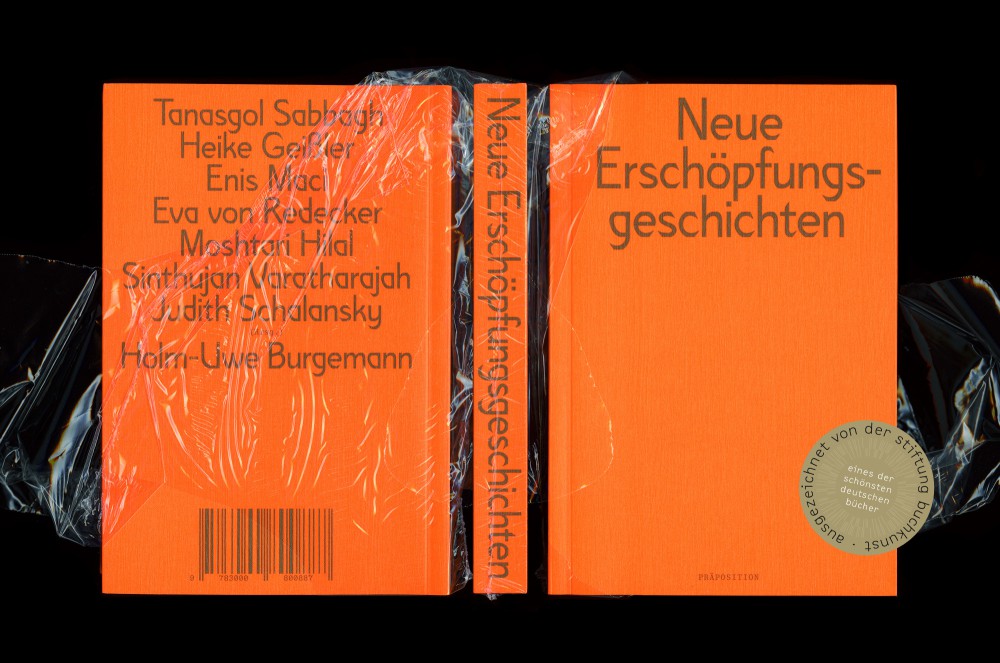 Tanasgol Sabbagh
Heike Geißler
Enis Maci
Eva von Redecker
Moshtari Hilal
Sinthujan Varatharajah
Judith Schalansky
(Hrsg.)
Holm-Uwe Burgemann
Neue Erschöpfungsgeschichten
Neue
Erschöpfungs-
geschichten
ausgezeichnet von der stiftung buchkunst ·
eines der
schönsten
deutschen
bücher
PRÄPOSITION